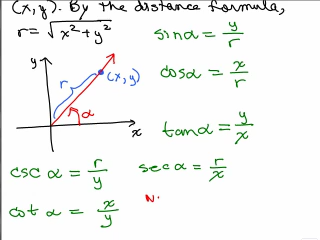 (x, y). By the distance formula,
r = √x² + y²
sin α = y/r
cos α = x/r
tan α = y/x
y
r
(x, y)
α
x
csc α = r/y
sec α = r/x
cot α = x/y
N.